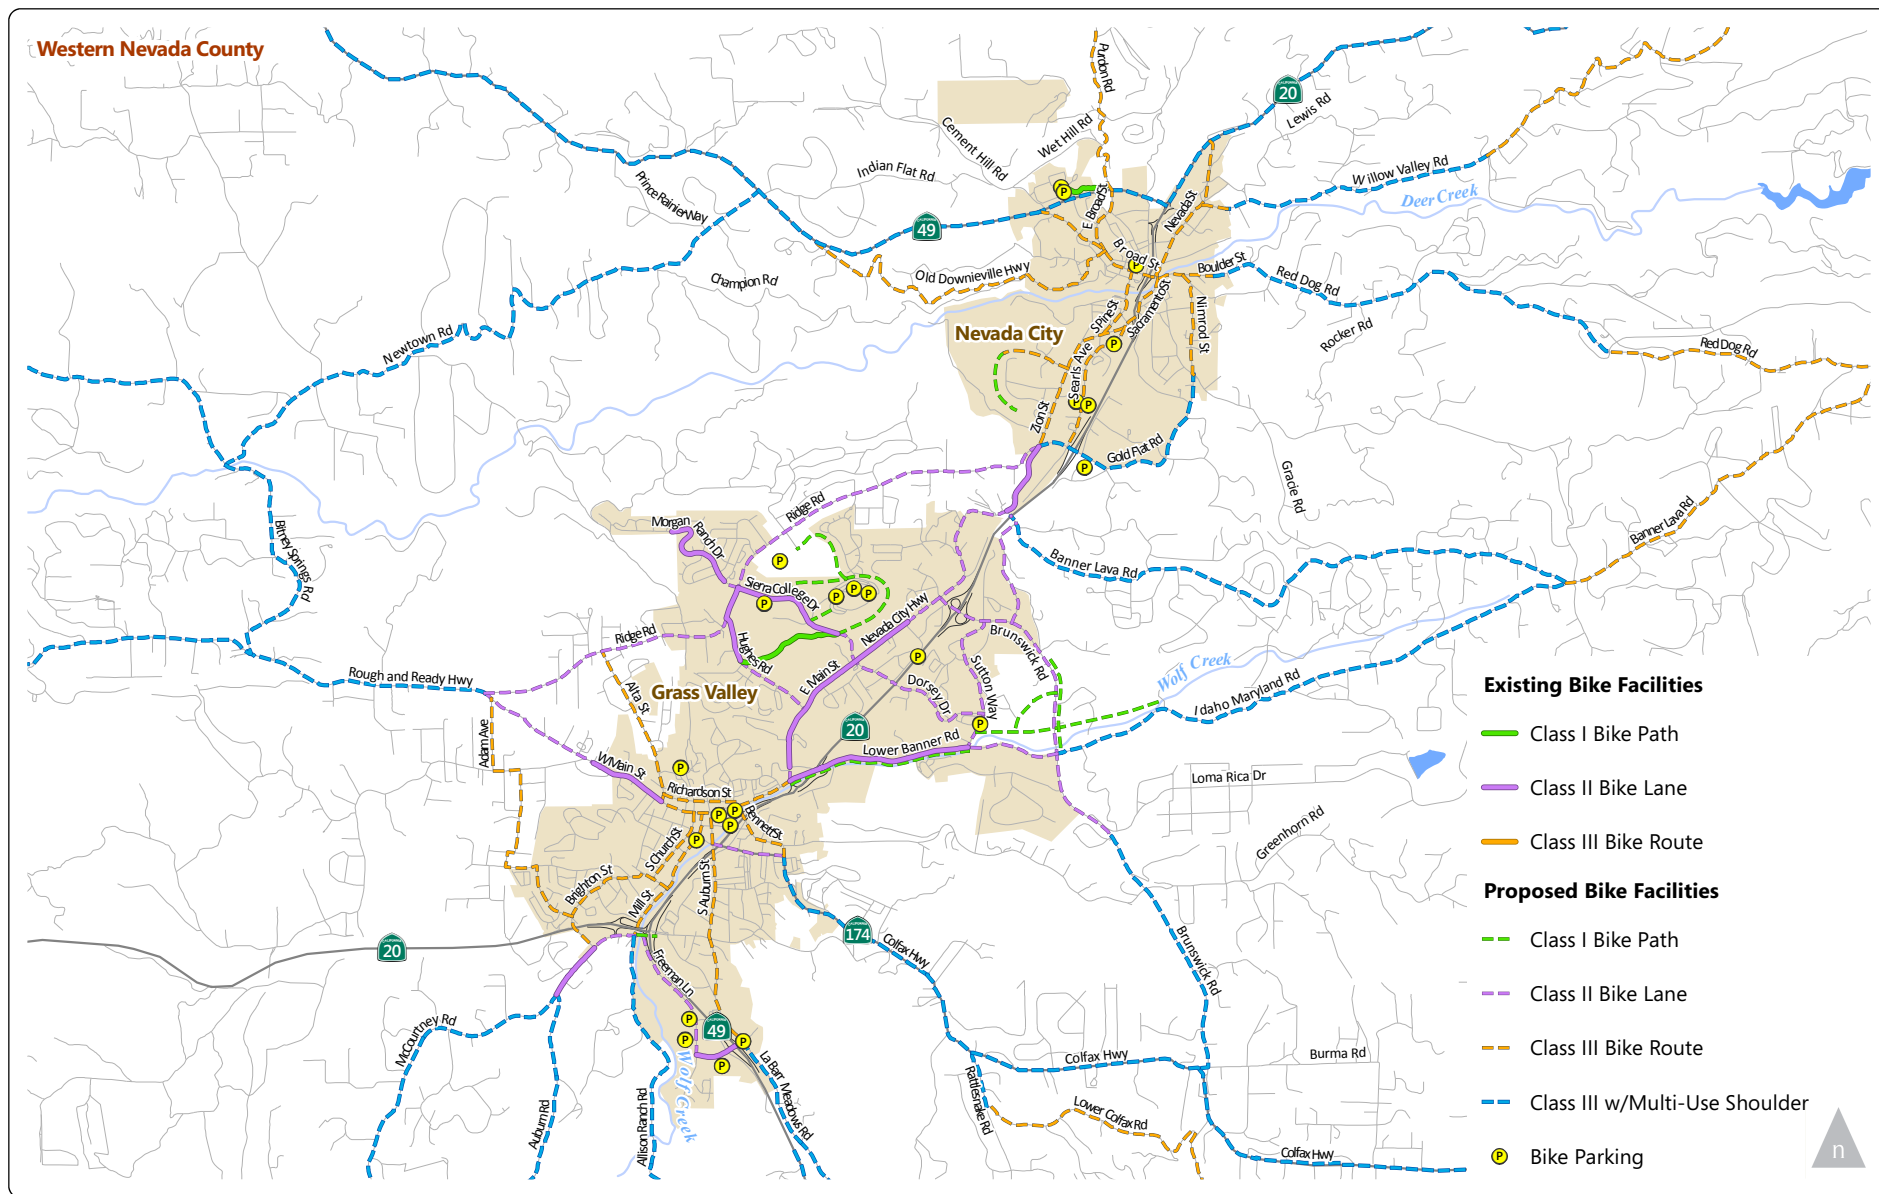 Western Nevada County
Purdon Rd
CALIFORNIA
20
Lewis Rd
Cement Hill Rd
Wet Hill Rd
Indian Flat Rd
Willow Valley Rd
Deer Creek
Prince Rainier Way
E Broad St
Nevada St
CALIFORNIA
49
Broad St
P
P
P
Boulder St
Old Downieville Hwy
Red Dog Rd
Champion Rd
Sacramento St
S Pine St
Nimrod St
Newtown Rd
Nevada City
Rocker Rd
Red Dog Rd
P
Searls Ave
P
P
Zion St
Gold Flat Rd
P
Gracie Rd
Ridge Rd
Banner Lava Rd
Morgan
Ranch Dr
Bitney Springs Rd
P
Banner Lava Rd
Sierra College Dr
P
P
P
P
Nevada City Hwy
Ridge Rd
Hughes Rd
Brunswick Rd
P
Sutton Way
Wolf Creek
Rough and Ready Hwy
Grass Valley
E Main St
Dorsey Dr
Idaho Maryland Rd
Existing Bike Facilities
Alta St
P
CALIFORNIA
20
Lower Banner Rd
Class I Bike Path
Adam Ave
W Main St
P
Loma Rica Dr
Class II Bike Lane
Richardson St
P
P
P
Bennett St
Greenhorn Rd
Class III Bike Route
S Church St
P
Brighton St
S Auburn St
Proposed Bike Facilities
Mill St
CALIFORNIA
174
Colfax Hwy
Class I Bike Path
CALIFORNIA
20
Freeman Ln
Brunswick Rd
Class II Bike Lane
P
CALIFORNIA
49
McCourtney Rd
P
P
P
Class III Bike Route
Colfax Hwy
Burma Rd
Wolf Creek
La Barr Meadows Rd
Rattlesnake Rd
Class III w/Multi-Use Shoulder
Auburn Rd
Allison Ranch Rd
Lower Colfax Rd
Colfax Hwy
P
Bike Parking
n